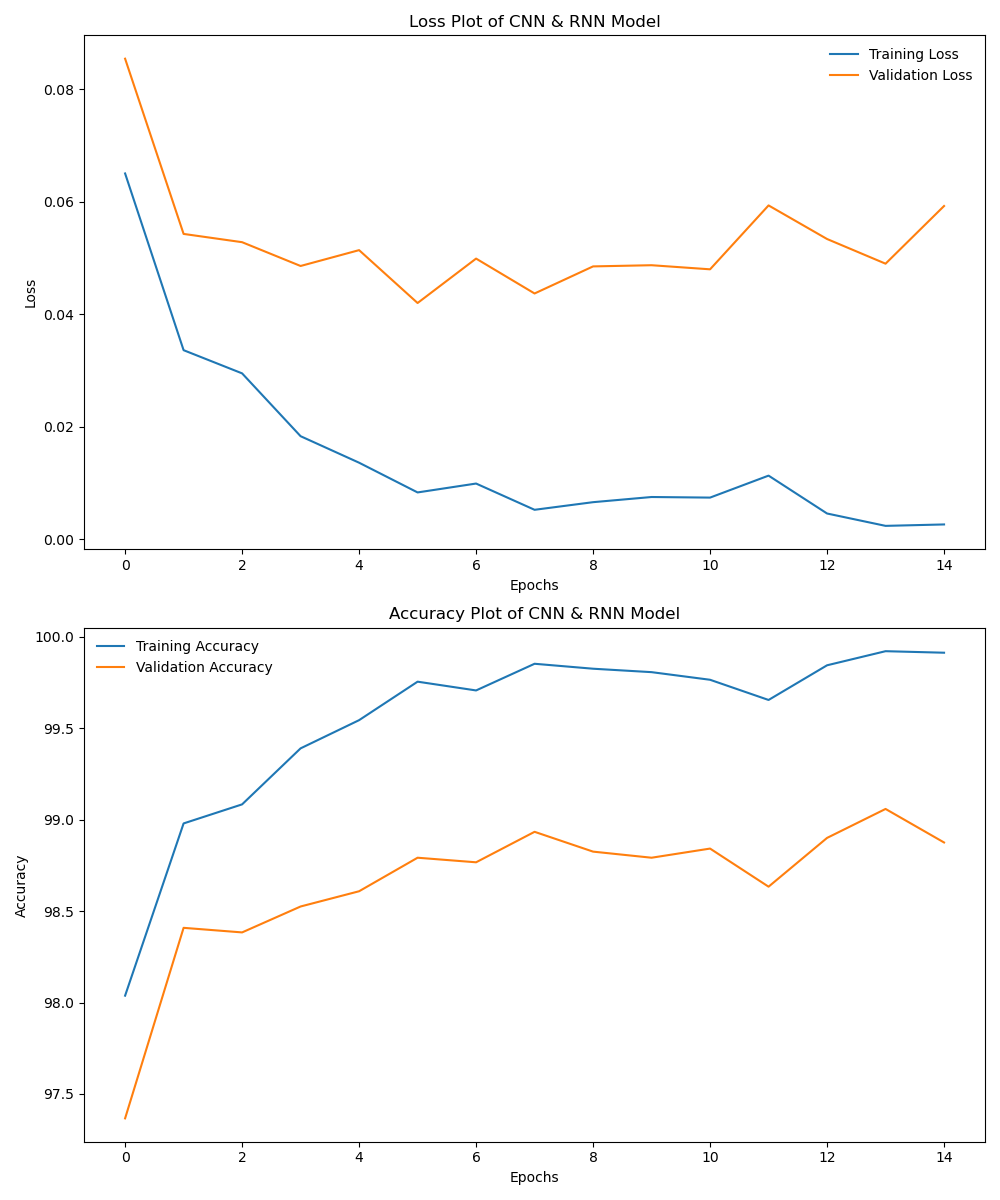 Loss Plot of CNN & RNN Model
Training Loss
Validation Loss
0.08
0.06
0.04
0.02
0.00
Loss
0 2 4 6 8 10 12 14
Epochs
Accuracy Plot of CNN & RNN Model
Training Accuracy
Validation Accuracy
100.0
99.5
99.0
98.5
98.0
97.5
Accuracy
0 2 4 6 8 10 12 14
Epochs